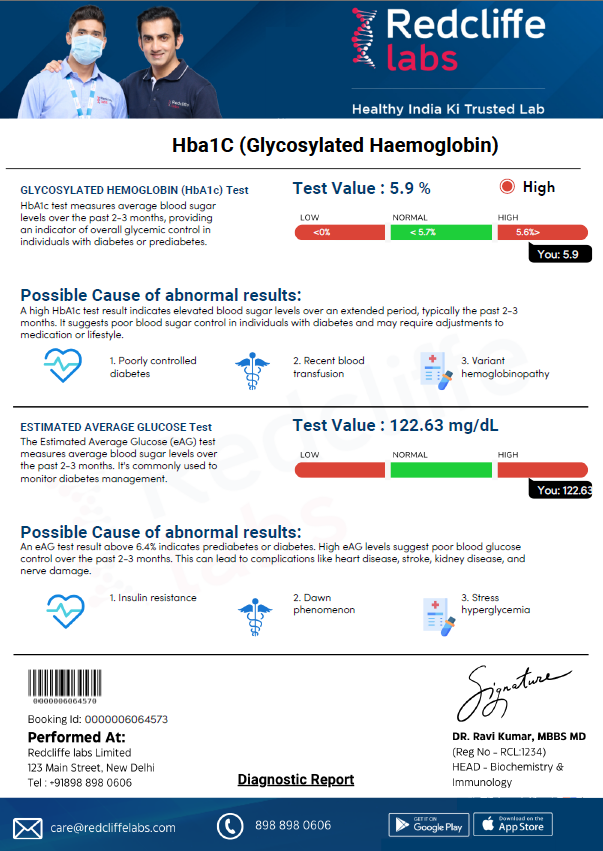 Redcliffe
labs
Redcliffe
labs
Healthy India Ki Trusted Lab
Hba1C (Glycosylated Haemoglobin)
GLYCOSYLATED HEMOGLOBIN (HbA1c) Test
HbA1c test measures average blood sugar
levels over the past 2-3 months, providing
an indicator of overall glycemic control in
individuals with diabetes or prediabetes.
Test Value : 5.9 %
High
LOW NORMAL HIGH
<0% < 5.7% 5.6%>
You: 5.9
Possible Cause of abnormal results:
A high HbA1c test result indicates elevated blood sugar levels over an extended period, typically the past 2-3
months. It suggests poor blood sugar control in individuals with diabetes and may require adjustments to
medication or lifestyle.
1. Poorly controlled
diabetes
2. Recent blood
transfusion
3. Variant
hemoglobinopathy
ESTIMATED AVERAGE GLUCOSE Test
The Estimated Average Glucose (eAG) test
measures average blood sugar levels over
the past 2-3 months. It's commonly used to
monitor diabetes management.
Test Value : 122.63 mg/dL
LOW NORMAL HIGH
You: 122.63
Possible Cause of abnormal results:
An eAG test result above 6.4% indicates prediabetes or diabetes. High eAG levels suggest poor blood glucose
control over the past 2-3 months. This can lead to complications like heart disease, stroke, kidney disease, and
nerve damage.
1. Insulin resistance
2. Dawn
phenomenon
3. Stress
hyperglycemia
Redcliffe
labs
0000006064570
Booking Id: 0000006064573
Performed At:
Redcliffe labs Limited
123 Main Street, New Delhi
Tel : +91898 898 0606
Diagnostic Report
Signature
DR. Ravi Kumar, MBBS MD
(Reg No - RCL:1234)
HEAD - Biochemistry &
Immunology
care@redcliffelabs.com
898 898 0606
GET IT ON
Google Play
Download on the
App Store